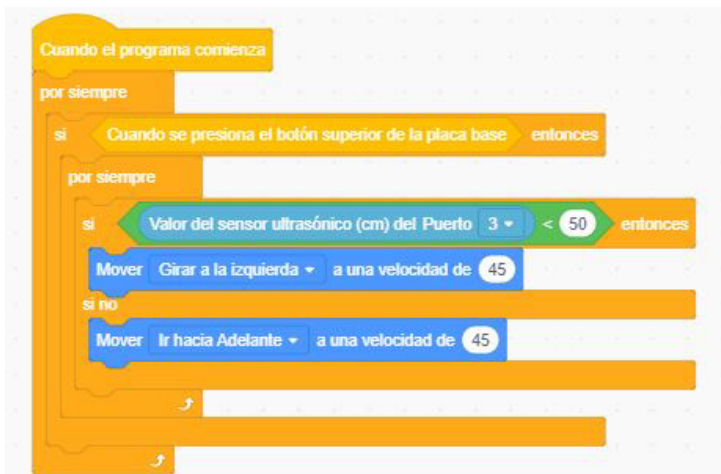 Cuando el programa comienza
por siempre
si Cuando se presiona el botón superior de la placa base entonces
por siempre
si Valor del sensor ultrasónico (cm) del Puerto 3 < 50 entonces
Mover Girar a la izquierda a una velocidad de 45
si no
Mover Ir hacia Adelante a una velocidad de 45